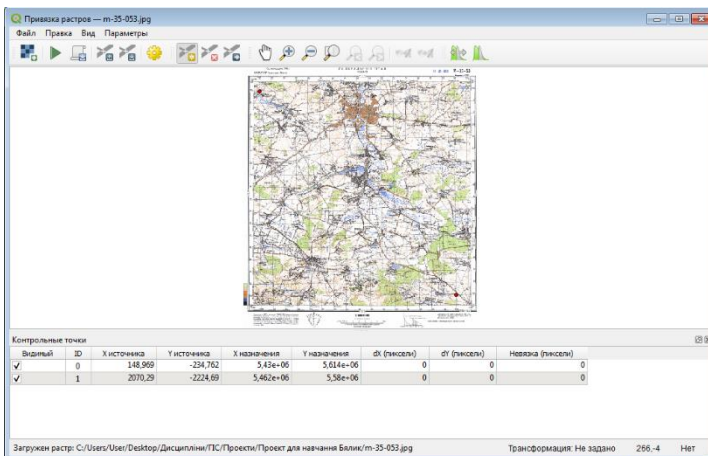 Привязка растров — m-35-053.jpg
Файл Правка Вид Параметры
Контрольные точки
Видимый ID X источника Y источника X назначения Y назначения dX (пиксели) dY (пиксели) Невязка (пиксели)
0 148,969 -234,762 5,43e+06 5,614e+06 0 0 0
1 2070,29 -2224,69 5,462e+06 5,58e+06 0 0 0
Загружен растр: C:/Users/User/Desktop/Дисципліни/ГІС/Проекти/Проект для навчання Бялик/m-35-053.jpg Трансформация: Не задано 266,-4 Нет